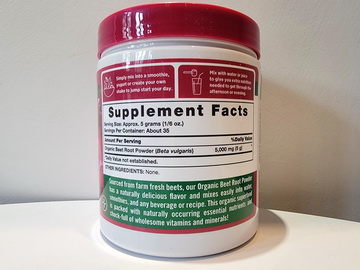 Simply mix into a smoothie,
yogurt or create your own
shake to jump start your day.
Mix with water or juice
to give you extra nutrition
needed to get through the
afternoon or evening.
Supplement Facts
Serving Size: Approx. 5 grams (1/6 oz.)
Servings Per Container: About 35
Amount Per Serving %Daily Value
Organic Beet Root Powder (Beta vulgaris) 5,000 mg (5 g)
Daily Value not established.
OTHER INGREDIENTS: None.
Sourced from farm fresh beets, our Organic Beet Root Powder
has a naturally delicious flavor and mixes easily into water,
smoothies, and any beverage or recipe. This organic superfood
is packed with naturally occurring essential nutrients and
chock-full of wholesome vitamins and minerals!